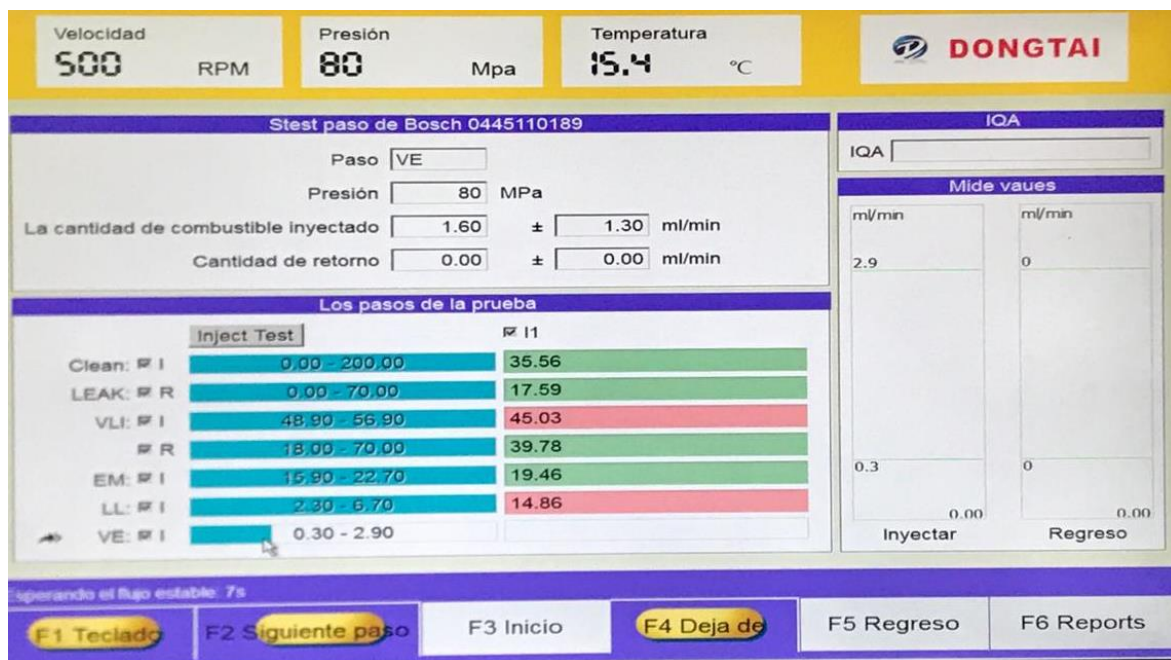 Velocidad
500 RPM
Presión
80 Mpa
Temperatura
15.4 °C
DONGTAI
Stest paso de Bosch 0445110189
Paso VE
Presión 80 MPa
La cantidad de combustible inyectado 1.60 ± 1.30 ml/min
Cantidad de retorno 0.00 ± 0.00 ml/min
IQA
IQA
Mide vaues
ml/min ml/min
2.9 0
0.3 0
0.00 0.00
Inyectar Regreso
Los pasos de la prueba
Inject Test I1
Clean: I 0.00 - 200.00 35.56
LEAK: R 0.00 - 70.00 17.59
VLI: I 48.90 - 56.90 45.03
R 18.00 - 70.00 39.78
EM: I 15.90 - 22.70 19.46
LL: I 2.30 - 6.70 14.86
VE: I 0.30 - 2.90
Esperando el flujo estable: 7s
F1 Teclado F2 Siguiente paso F3 Inicio F4 Deja de F5 Regreso F6 Reports